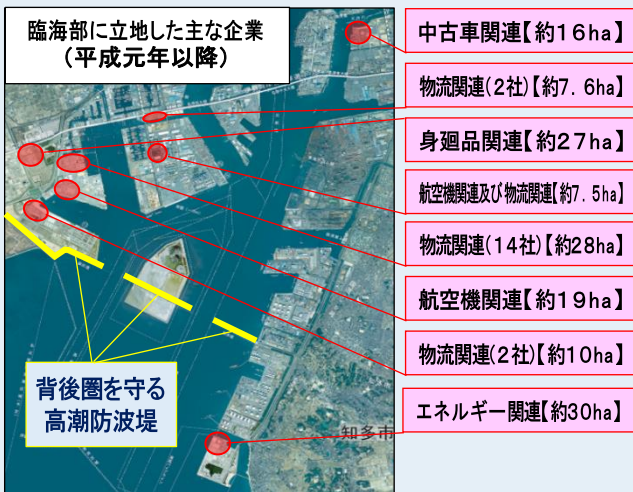 臨海部に立地した主な企業
(平成元年以降)
中古車関連【約16ha】
物流関連(2社)【約7.6ha】
身廻品関連【約27ha】
航空機関連及び物流関連【約7.5ha】
物流関連(14社)【約28ha】
航空機関連【約19ha】
物流関連(2社)【約10ha】
エネルギー関連【約30ha】
背後圏を守る
高潮防波堤
知多市